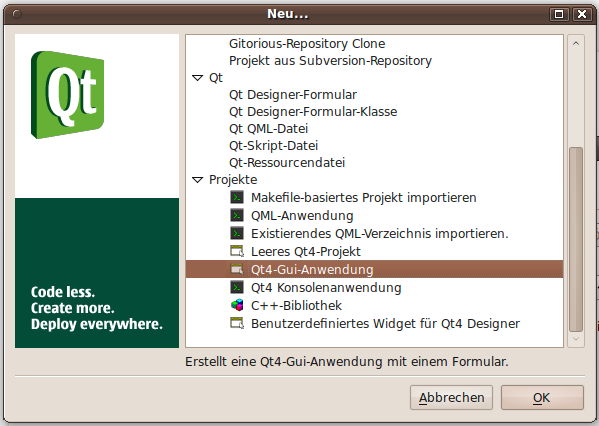 Neu...
Qt
Code less.
Create more.
Deploy everywhere.
Gitorious-Repository Clone
Projekt aus Subversion-Repository
Qt
Qt Designer-Formular
Qt Designer-Formular-Klasse
Qt QML-Datei
Qt-Skript-Datei
Qt-Ressourcendatei
Projekte
Makefile-basiertes Projekt importieren
QML-Anwendung
Existierendes QML-Verzeichnis importieren.
Leeres Qt4-Projekt
Qt4-Gui-Anwendung
Qt4 Konsolenanwendung
C++-Bibliothek
Benutzerdefiniertes Widget für Qt4 Designer
Erstellt eine Qt4-Gui-Anwendung mit einem Formular.
Abbrechen OK